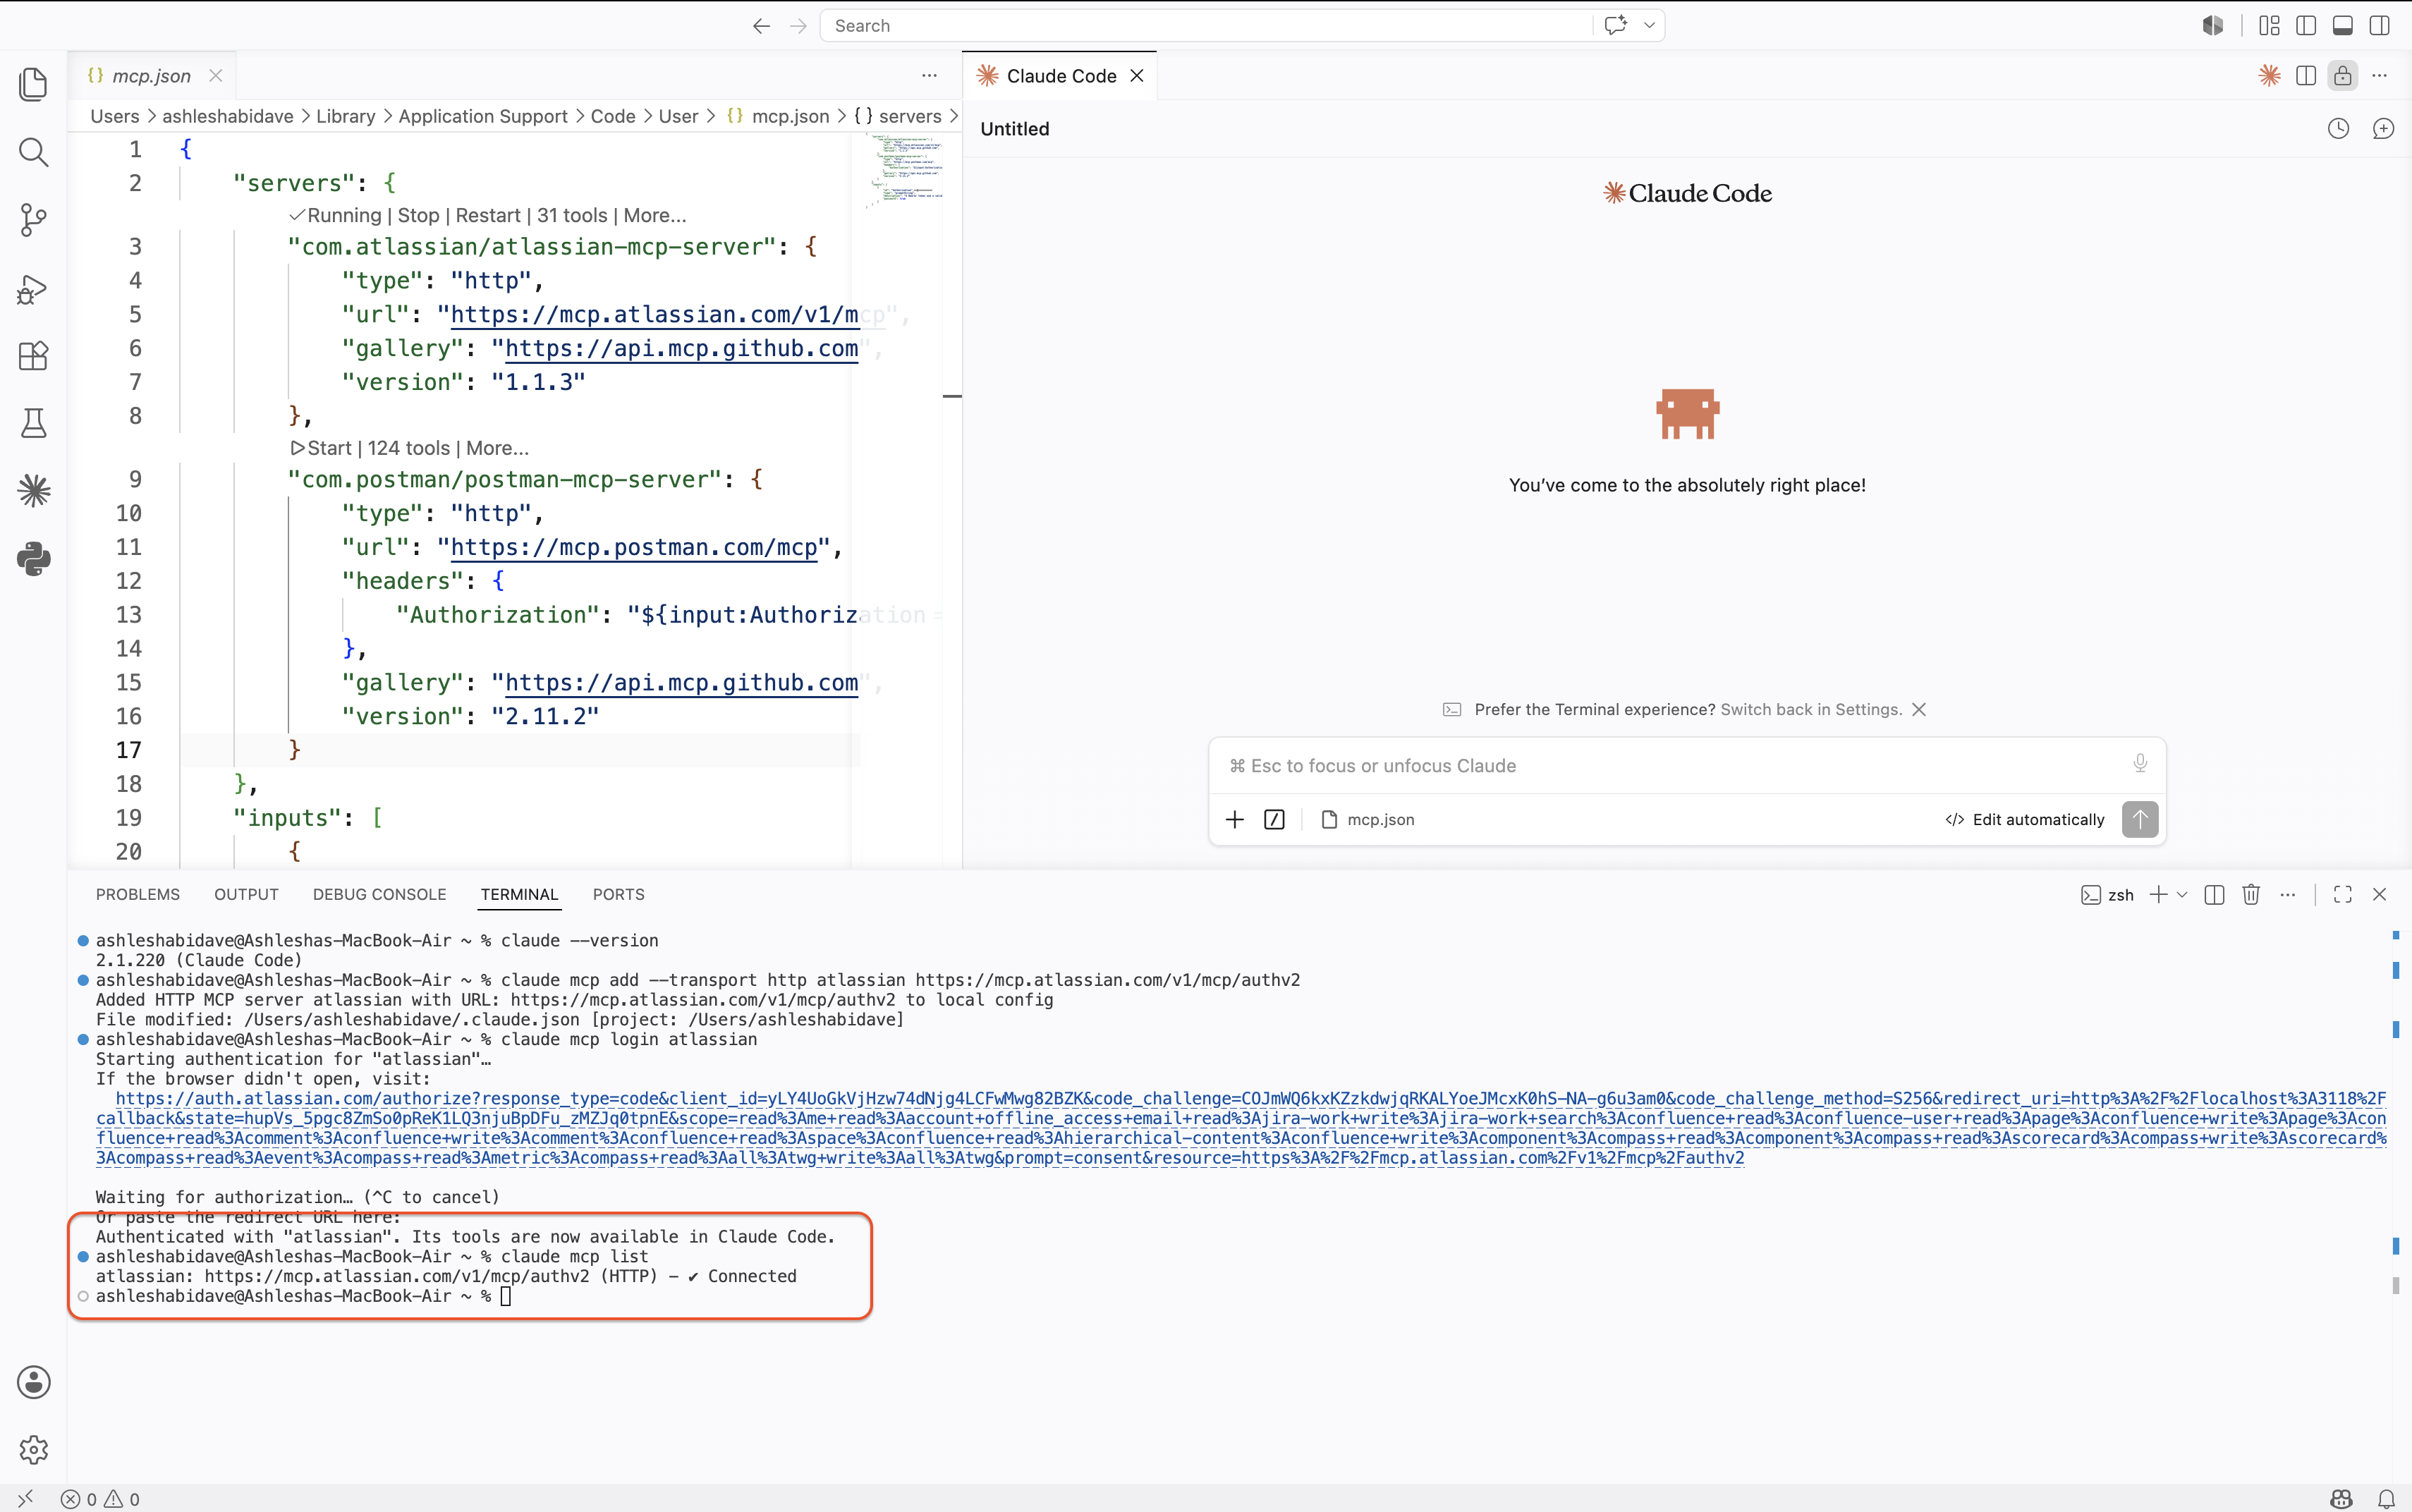 Search
mcp.json
Claude Code
Users > ashleshabidave > Library > Application Support > Code > User > {} mcp.json > {} servers >
Untitled
Claude Code
1 {
2 "servers": {
Running | Stop | Restart | 31 tools | More...
3 "com.atlassian/atlassian-mcp-server": {
4 "type": "http",
5 "url": "https://mcp.atlassian.com/v1/mcp",
6 "gallery": "https://api.mcp.github.com",
7 "version": "1.1.3"
8 },
Start | 124 tools | More...
9 "com.postman/postman-mcp-server": {
10 "type": "http",
11 "url": "https://mcp.postman.com/mcp",
12 "headers": {
13 "Authorization": "${input:Authorization
14 },
15 "gallery": "https://api.mcp.github.com",
16 "version": "2.11.2"
17 }
18 },
19 "inputs": [
20 {
You've come to the absolutely right place!
Prefer the Terminal experience? Switch back in Settings.
⌘ Esc to focus or unfocus Claude
mcp.json
</> Edit automatically
PROBLEMS OUTPUT DEBUG CONSOLE TERMINAL PORTS
zsh
ashleshabidave@Ashleshas-MacBook-Air ~ % claude --version
2.1.220 (Claude Code)
ashleshabidave@Ashleshas-MacBook-Air ~ % claude mcp add --transport http atlassian https://mcp.atlassian.com/v1/mcp/authv2
Added HTTP MCP server atlassian with URL: https://mcp.atlassian.com/v1/mcp/authv2 to local config
File modified: /Users/ashleshabidave/.claude.json [project: /Users/ashleshabidave]
ashleshabidave@Ashleshas-MacBook-Air ~ % claude mcp login atlassian
Starting authentication for "atlassian"…
If the browser didn't open, visit:
https://auth.atlassian.com/authorize?response_type=code&client_id=yLY4UoGkVjHzw74dNjg4LCFwMwg82BZK&code_challenge=COJmWQ6kxKZzkdwjqRKALYoeJMcxK0hS-NA-g6u3am0&code_challenge_method=S256&redirect_uri=http%3A%2F%2Flocalhost%3A3118%2F
callback&state=hupVs_5pgc8ZmSo0pReK1LQ3njuBpDFu_zMZJq0tpnE&scope=read%3Ame+read%3Aaccount+offline_access+email+read%3Ajira-work+write%3Ajira-work+search%3Aconfluence+read%3Aconfluence-user+read%3Apage%3Aconfluence+write%3Apage%3Acon
fluence+read%3Acomment%3Aconfluence+write%3Acomment%3Aconfluence+read%3Aspace%3Aconfluence+read%3Ahierarchical-content%3Aconfluence+write%3Acomponent%3Acompass+read%3Acomponent%3Acompass+read%3Ascorecard%3Acompass+write%3Ascorecard%
3Acompass+read%3Aevent%3Acompass+read%3Ametric%3Acompass+read%3Aall%3Atwg+write%3Aall%3Atwg&prompt=consent&resource=https%3A%2F%2Fmcp.atlassian.com%2Fv1%2Fmcp%2Fauthv2
Waiting for authorization… (^C to cancel)
Or paste the redirect URL here:
Authenticated with "atlassian". Its tools are now available in Claude Code.
ashleshabidave@Ashleshas-MacBook-Air ~ % claude mcp list
atlassian: https://mcp.atlassian.com/v1/mcp/authv2 (HTTP) – ✔ Connected
ashleshabidave@Ashleshas-MacBook-Air ~ %
0 0